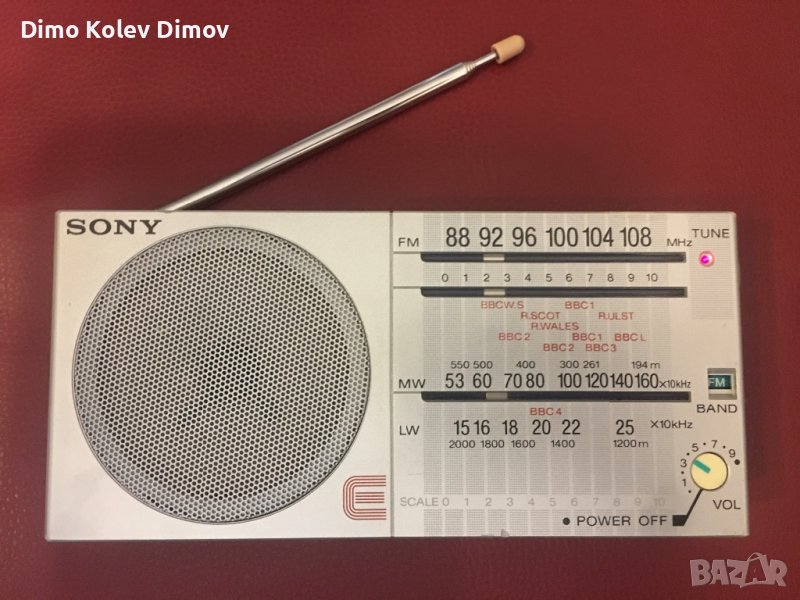 Dimo Kolev Dimov
SONY
FM 88 92 96 100 104 108 MHz
TUNE
0 1 2 3 4 5 6 7 8 9 10
BBCW.S BBC1
R.SCOT R.ULST
R.WALES
BBC2 BBC1 BBC L
BBC2 BBC3
550 500 400 300 261 194 m
MW 53 60 70 80 100 120 140 160 ×10kHz
FM
BAND
BBC4
LW 15 16 18 20 22 25 ×10kHz
2000 1800 1600 1400 1200m
1 3 5 7 9
VOL
SCALE 0 1 2 3 4 5 6 7 8 9 10
E
• POWER OFF
BAZAR